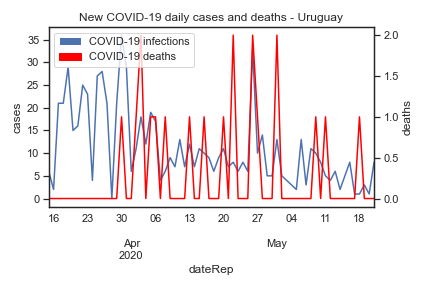 New COVID-19 daily cases and deaths - Uruguay
COVID-19 infections
COVID-19 deaths
35
30
25
20
15
10
5
0
cases
2.0
1.5
1.0
0.5
0.0
deaths
16 23 30 06 13 20 27 04 11 18
Apr May
2020
dateRep